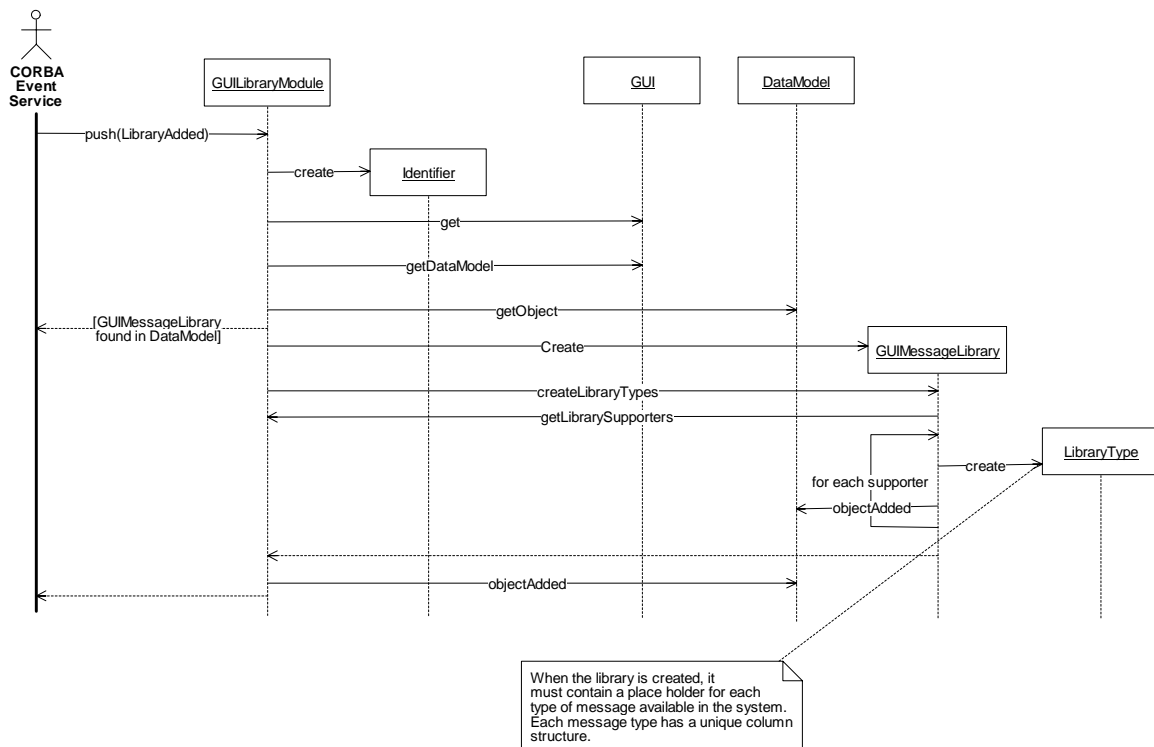 CORBA
Event
Service
GUILibraryModule
GUI
DataModel
push(LibraryAdded)
create
Identifier
get
getDataModel
getObject
[GUIMessageLibrary
found in DataModel]
Create
GUIMessageLibrary
createLibraryTypes
getLibrarySupporters
create
LibraryType
for each supporter
objectAdded
objectAdded
When the library is created, it
must contain a place holder for each
type of message available in the system.
Each message type has a unique column
structure.